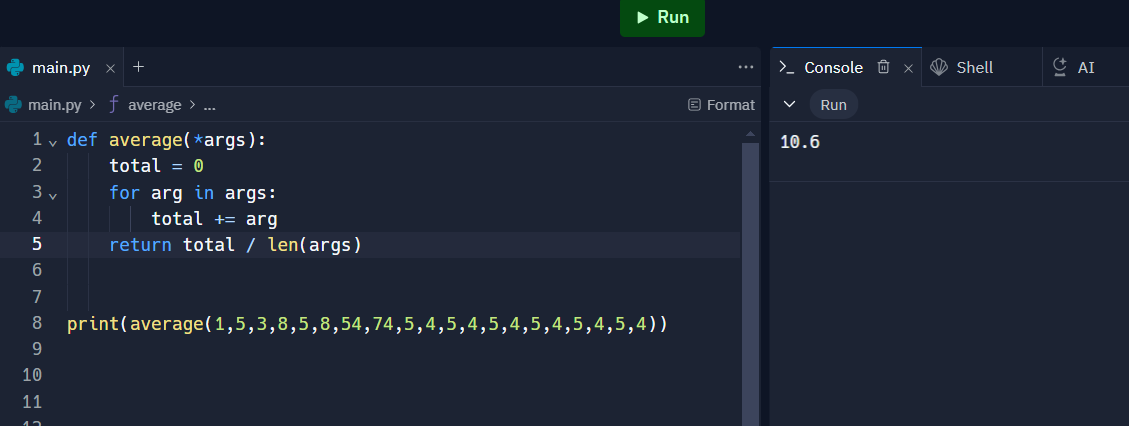 Run
main.py × +
...
main.py > ƒ average > ...
Format
1 def average(*args):
2 total = 0
3 for arg in args:
4 total += arg
5 return total / len(args)
6
7
8 print(average(1,5,3,8,5,8,54,74,5,4,5,4,5,4,5,4,5,4,5,4))
9
10
11
Console
Shell
AI
Run
10.6